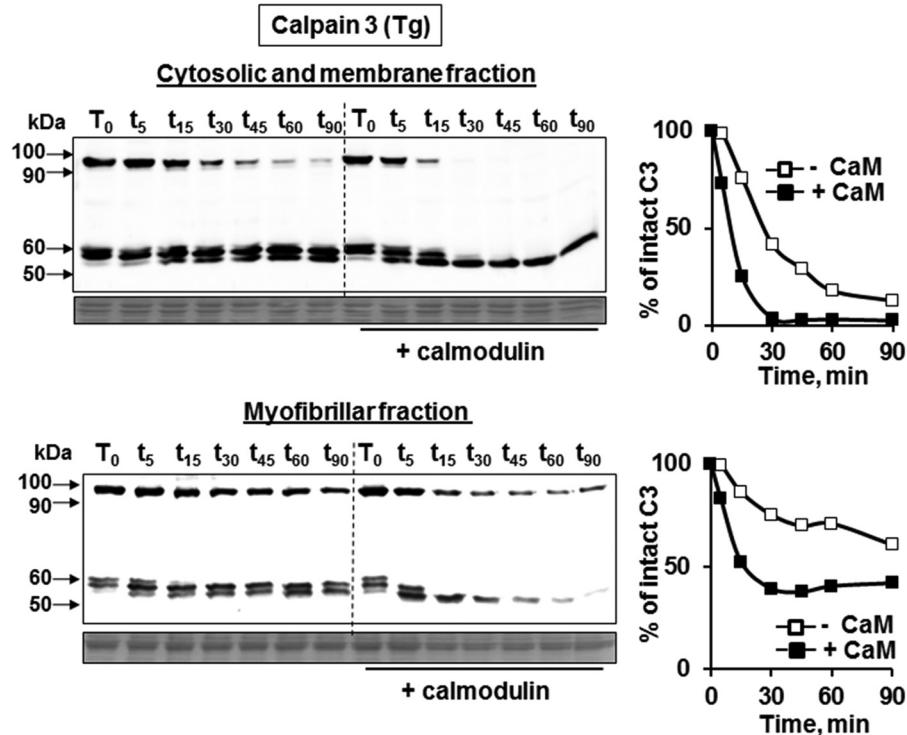 Calpain 3 (Tg)
Cytosolic and membrane fraction
kDa T₀ t₅ t₁₅ t₃₀ t₄₅ t₆₀ t₉₀ T₀ t₅ t₁₅ t₃₀ t₄₅ t₆₀ t₉₀
100
90
60
50
+ calmodulin
% of intact C3
100
50
0
- CaM
+ CaM
0 30 60 90
Time, min
Myofibrillar fraction
kDa T₀ t₅ t₁₅ t₃₀ t₄₅ t₆₀ t₉₀ T₀ t₅ t₁₅ t₃₀ t₄₅ t₆₀ t₉₀
100
90
60
50
+ calmodulin
% of intact C3
100
50
0
- CaM
+ CaM
0 30 60 90
Time, min